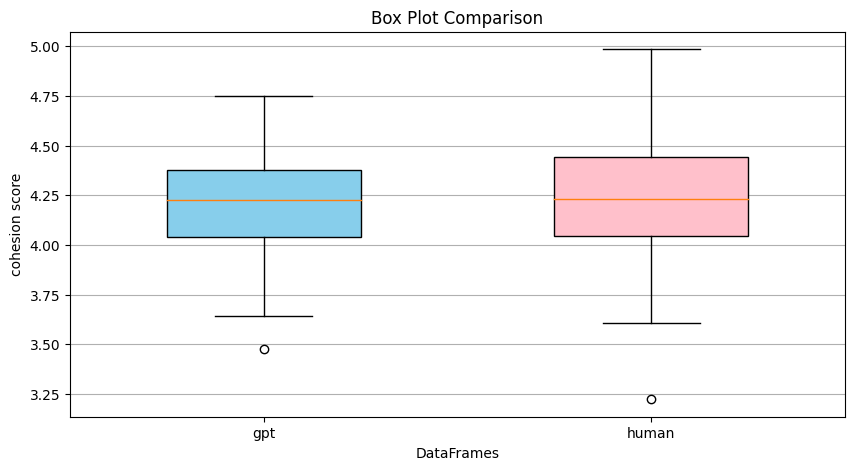 Box Plot Comparison
5.00
4.75
4.50
4.25
4.00
3.75
3.50
3.25
cohesion score
gpt human
DataFrames